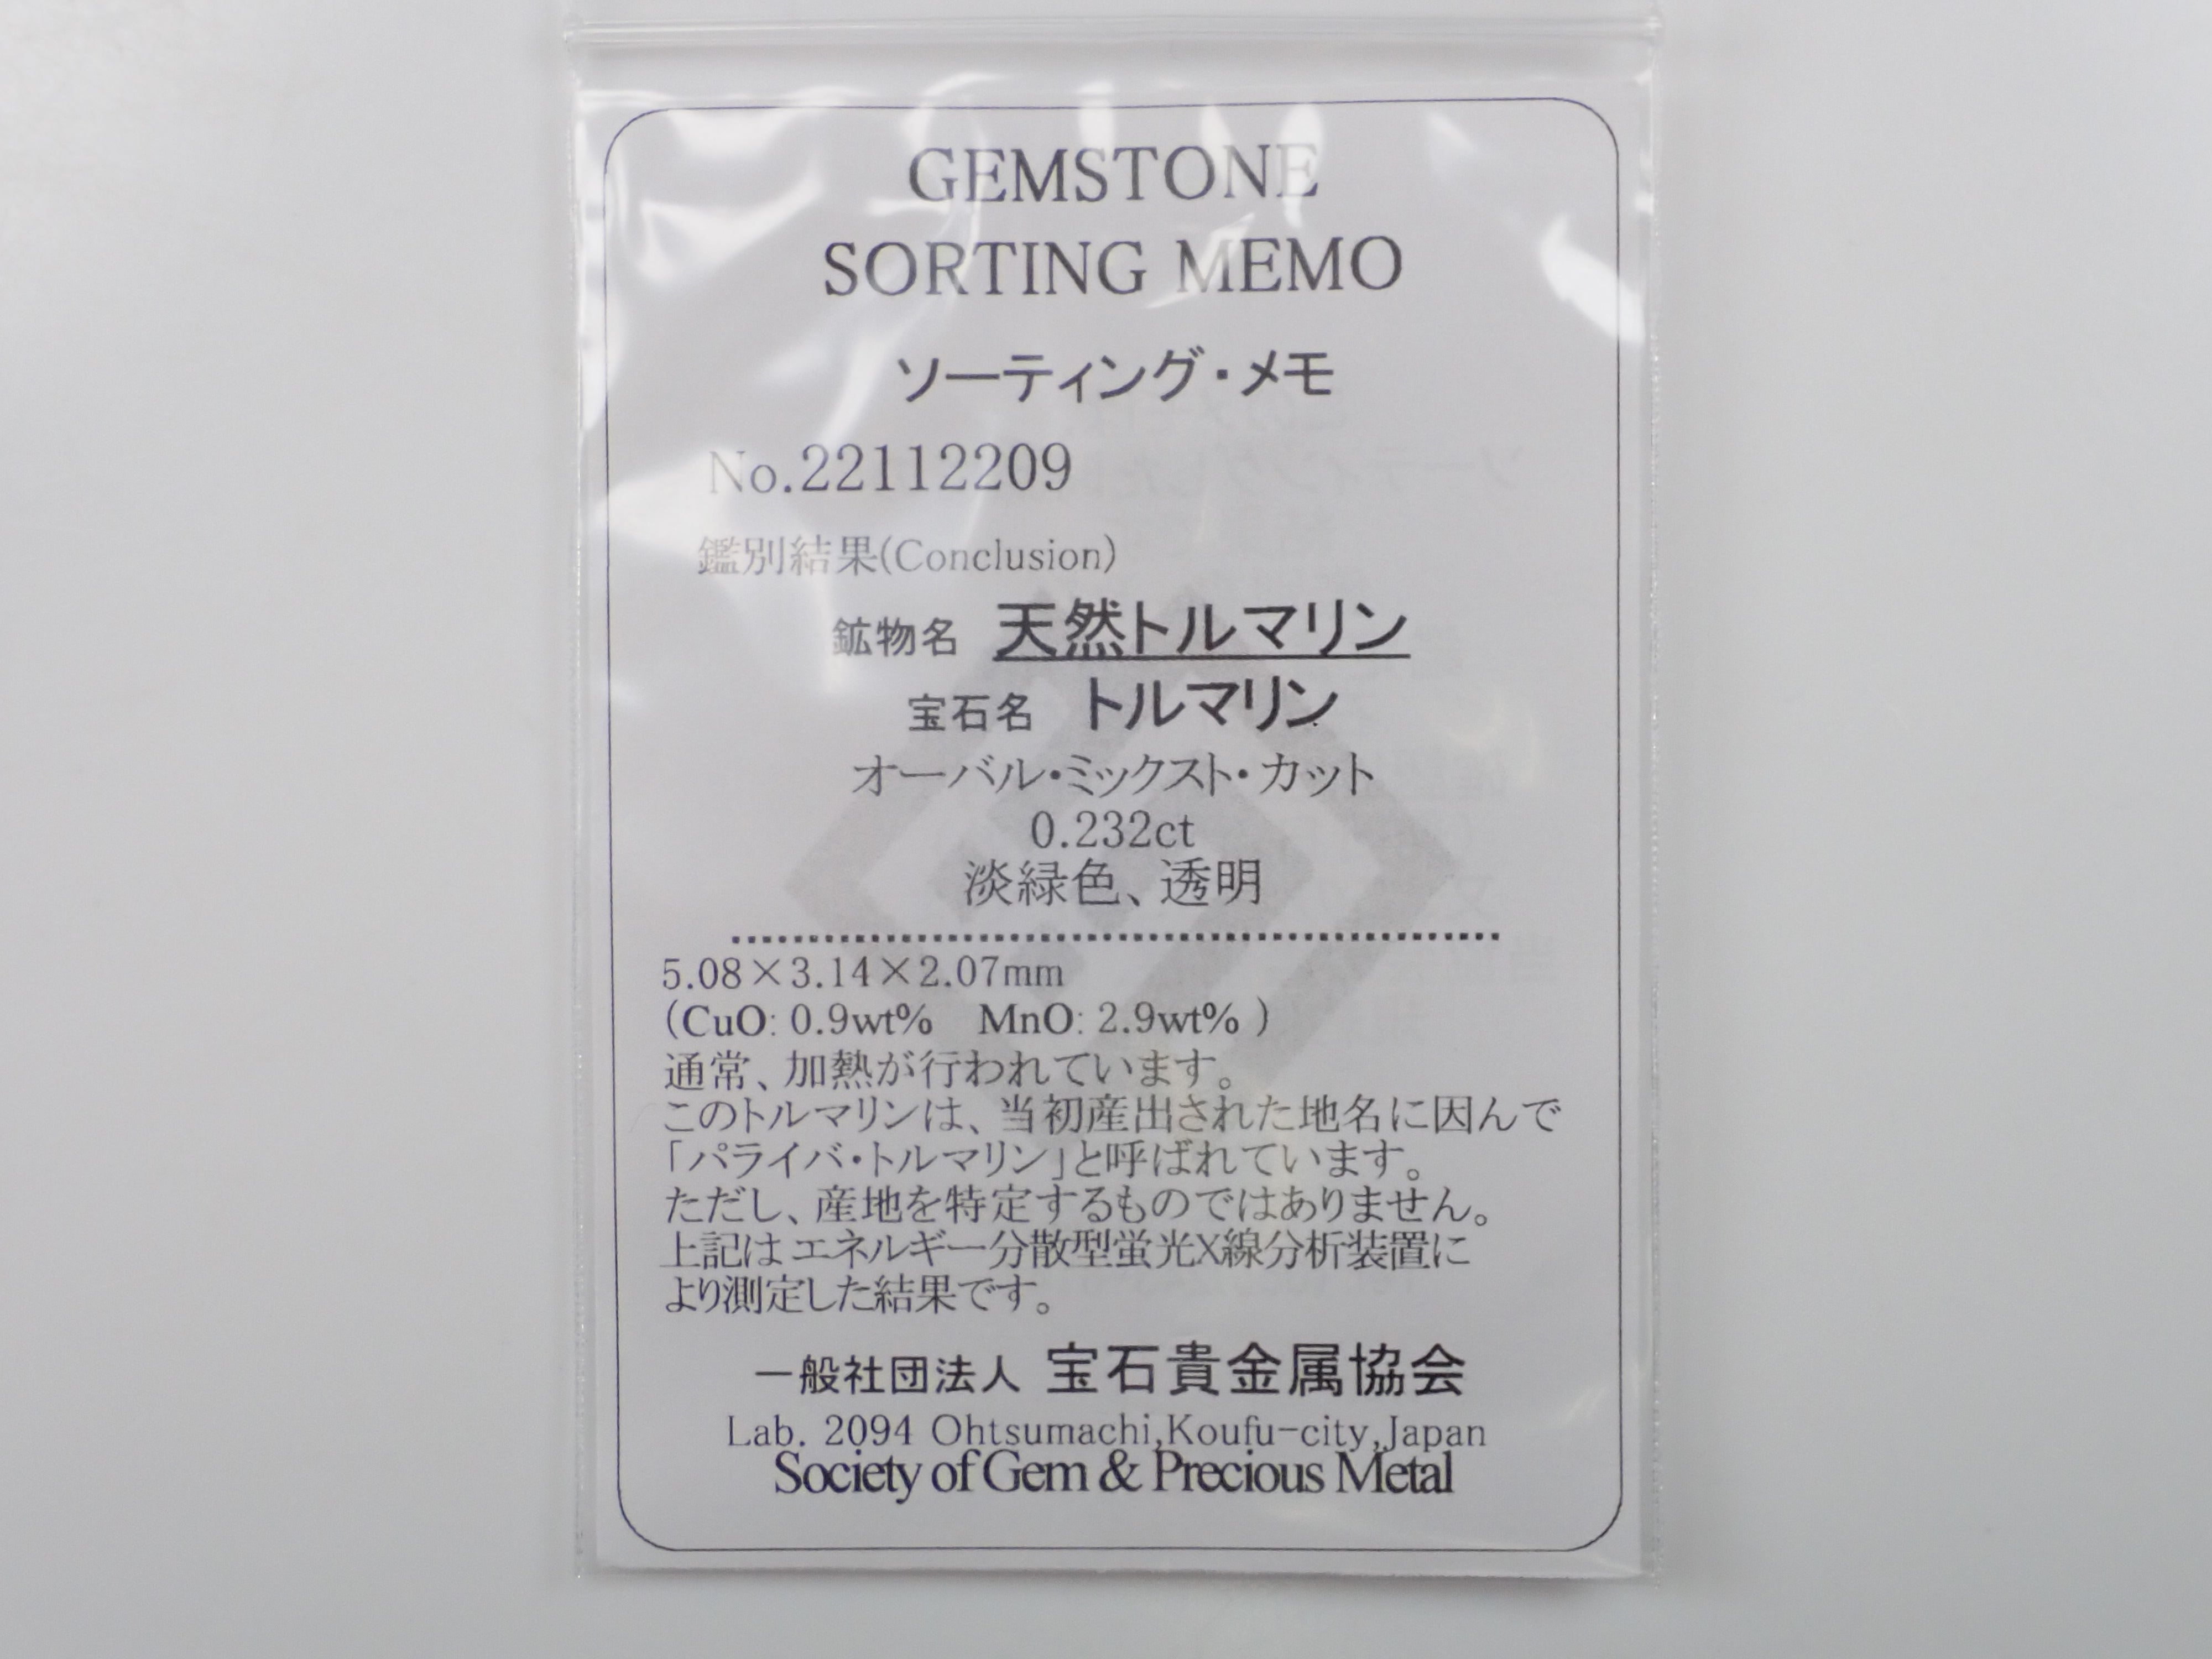 GEMSTONE
SORTING MEMO
ソーティング・メモ
No.22112209
鑑別結果(Conclusion)
鉱物名 天然トルマリン
宝石名 トルマリン
オーバル・ミックスト・カット
0.232ct
淡緑色、透明
5.08×3.14×2.07mm
(CuO: 0.9wt% MnO: 2.9wt% )
通常、加熱が行われています。
このトルマリンは、当初産出された地名に因んで
「パライバ・トルマリン」と呼ばれています。
ただし、産地を特定するものではありません。
上記はエネルギー分散型蛍光X線分析装置に
より測定した結果です。
一般社団法人 宝石貴金属協会
Lab. 2094 Ohtsumachi,Koufu-city,Japan
Society of Gem & Precious Metal